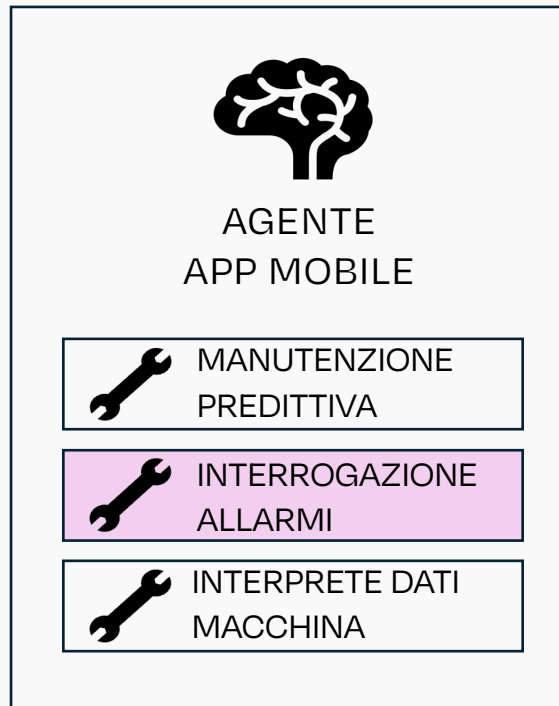 AGENTE
APP MOBILE
MANUTENZIONE
PREDITTIVA
INTERROGAZIONE
ALLARMI
INTERPRETE DATI
MACCHINA